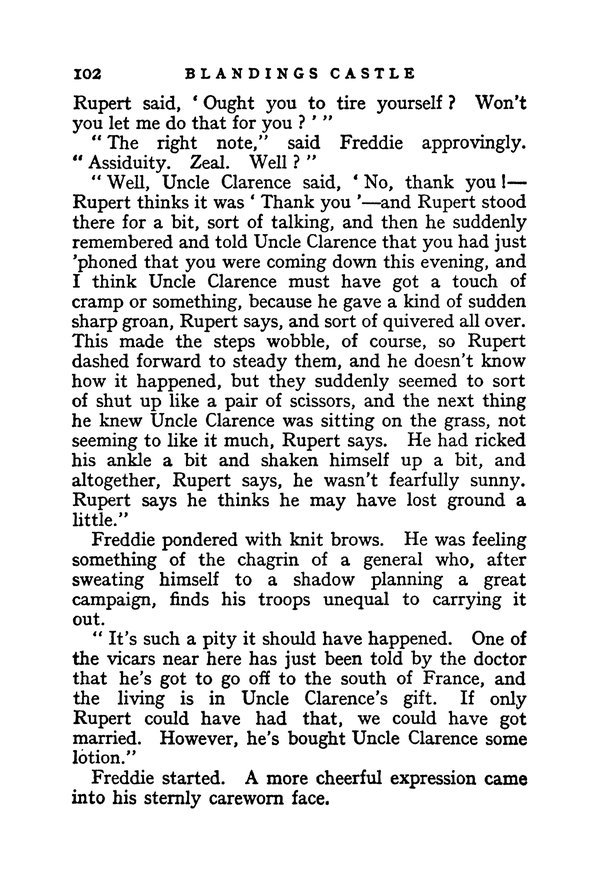 102 BLANDINGS CASTLE
Rupert said, ‘ Ought you to tire yourself ? Won’t
you let me do that for you ? ’ ”
“ The right note,” said Freddie approvingly.
“ Assiduity. Zeal. Well ? ”
“ Well, Uncle Clarence said, ‘ No, thank you !—
Rupert thinks it was ‘ Thank you ’—and Rupert stood
there for a bit, sort of talking, and then he suddenly
remembered and told Uncle Clarence that you had just
’phoned that you were coming down this evening, and
I think Uncle Clarence must have got a touch of
cramp or something, because he gave a kind of sudden
sharp groan, Rupert says, and sort of quivered all over.
This made the steps wobble, of course, so Rupert
dashed forward to steady them, and he doesn’t know
how it happened, but they suddenly seemed to sort
of shut up like a pair of scissors, and the next thing
he knew Uncle Clarence was sitting on the grass, not
seeming to like it much, Rupert says. He had ricked
his ankle a bit and shaken himself up a bit, and
altogether, Rupert says, he wasn’t fearfully sunny.
Rupert says he thinks he may have lost ground a
little.”
Freddie pondered with knit brows. He was feeling
something of the chagrin of a general who, after
sweating himself to a shadow planning a great
campaign, finds his troops unequal to carrying it
out.
“ It’s such a pity it should have happened. One of
the vicars near here has just been told by the doctor
that he’s got to go off to the south of France, and
the living is in Uncle Clarence’s gift. If only
Rupert could have had that, we could have got
married. However, he’s bought Uncle Clarence some
lotion.”
Freddie started. A more cheerful expression came
into his sternly careworn face.